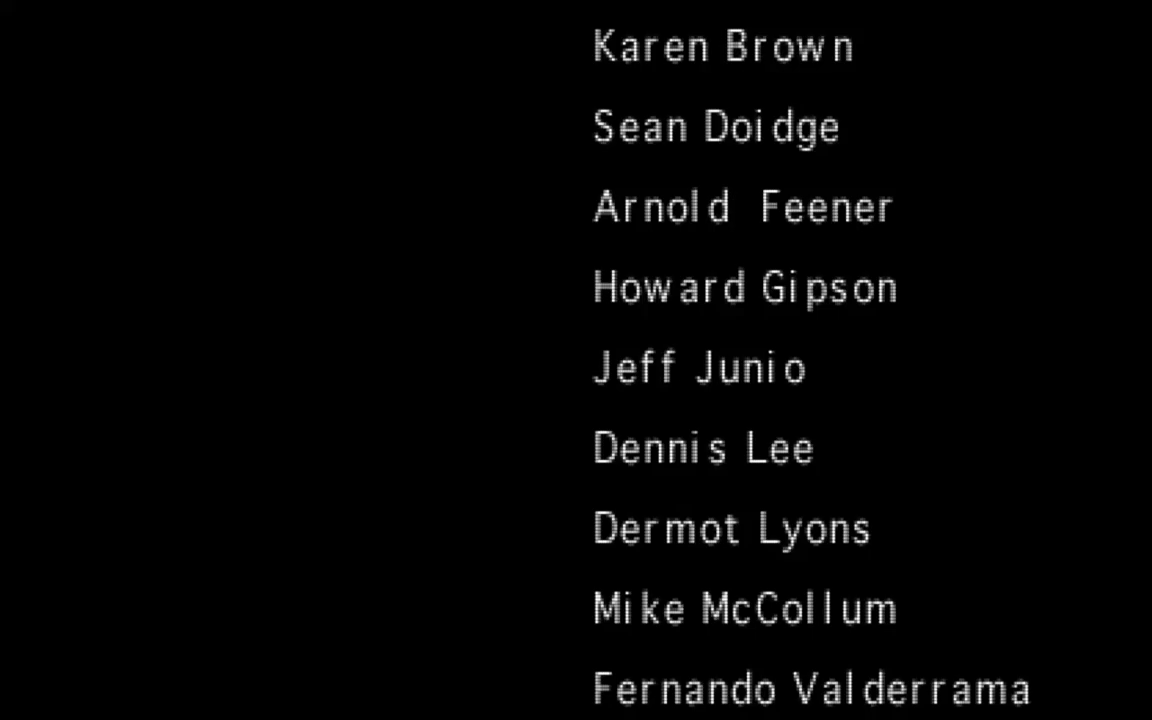 Karen Brown
Sean Doidge
Arnold Feener
Howard Gipson
Jeff Junio
Dennis Lee
Dermot Lyons
Mike McCollum
Fernando Valderrama